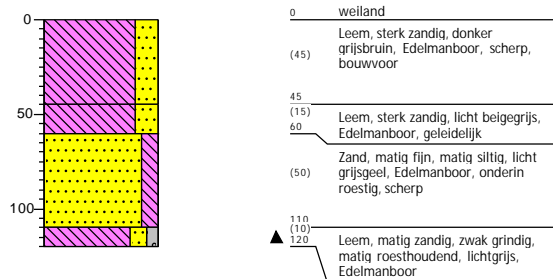 0
50
100
0 weiland
(45)
Leem, sterk zandig, donker
grijsbruin, Edelmanboor, scherp,
bouwvoor
45
(15)
60
Leem, sterk zandig, licht beigegrijs,
Edelmanboor, geleidelijk
(50)
Zand, matig fijn, matig siltig, licht
grijsgeel, Edelmanboor, onderin
roestig, scherp
110
(10)
120
Leem, matig zandig, zwak grindig,
matig roesthoudend, lichtgrijs,
Edelmanboor